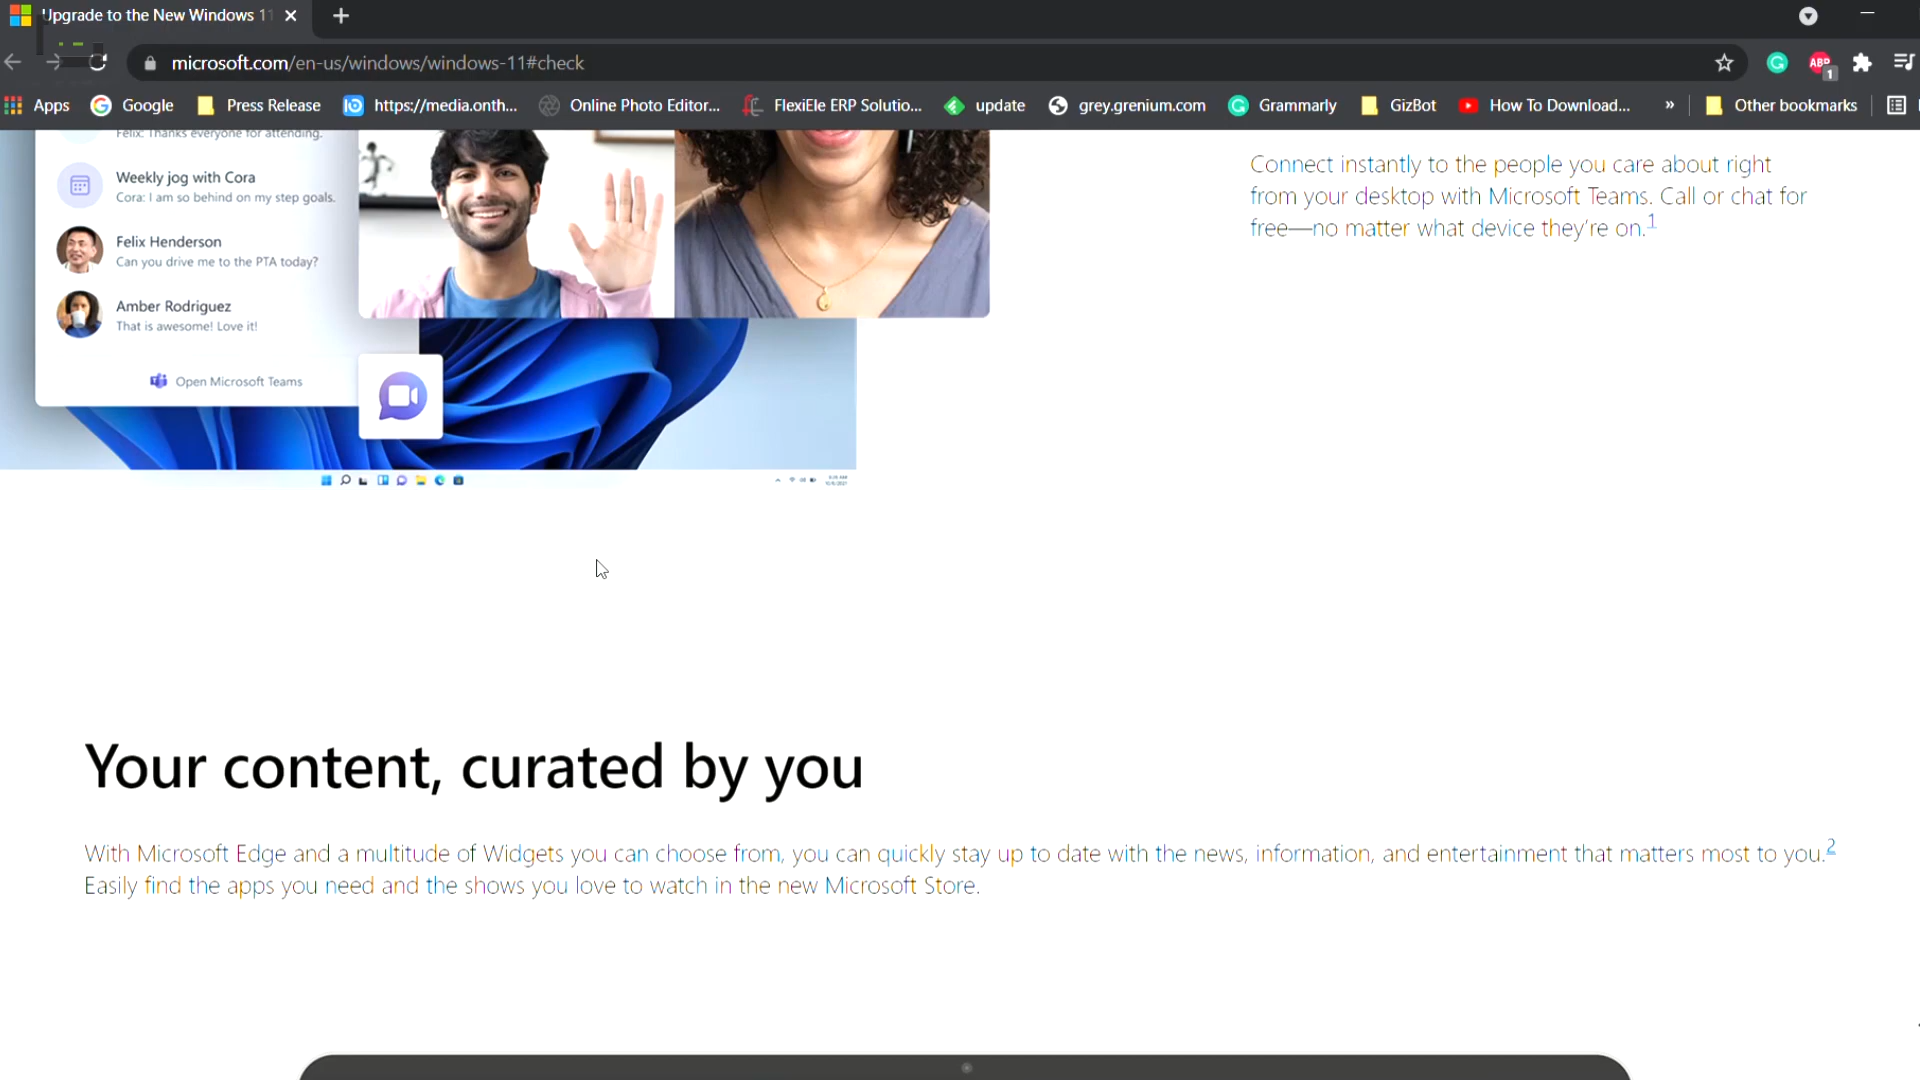 Upgrade to the New Windows 11
microsoft.com/en-us/windows/windows-11#check
ABP
1
Apps
Google
Press Release
https://media.onth...
Online Photo Editor...
FlexiEle ERP Solutio...
update
grey.grenium.com
Grammarly
GizBot
How To Download...
»
Other bookmarks
Felix: Thanks everyone for attending.
Weekly jog with Cora
Cora: I am so behind on my step goals.
Felix Henderson
Can you drive me to the PTA today?
Amber Rodriguez
That is awesome! Love it!
Open Microsoft Teams
Connect instantly to the people you care about right
from your desktop with Microsoft Teams. Call or chat for
free—no matter what device they're on.1
Your content, curated by you
With Microsoft Edge and a multitude of Widgets you can choose from, you can quickly stay up to date with the news, information, and entertainment that matters most to you.2
Easily find the apps you need and the shows you love to watch in the new Microsoft Store.